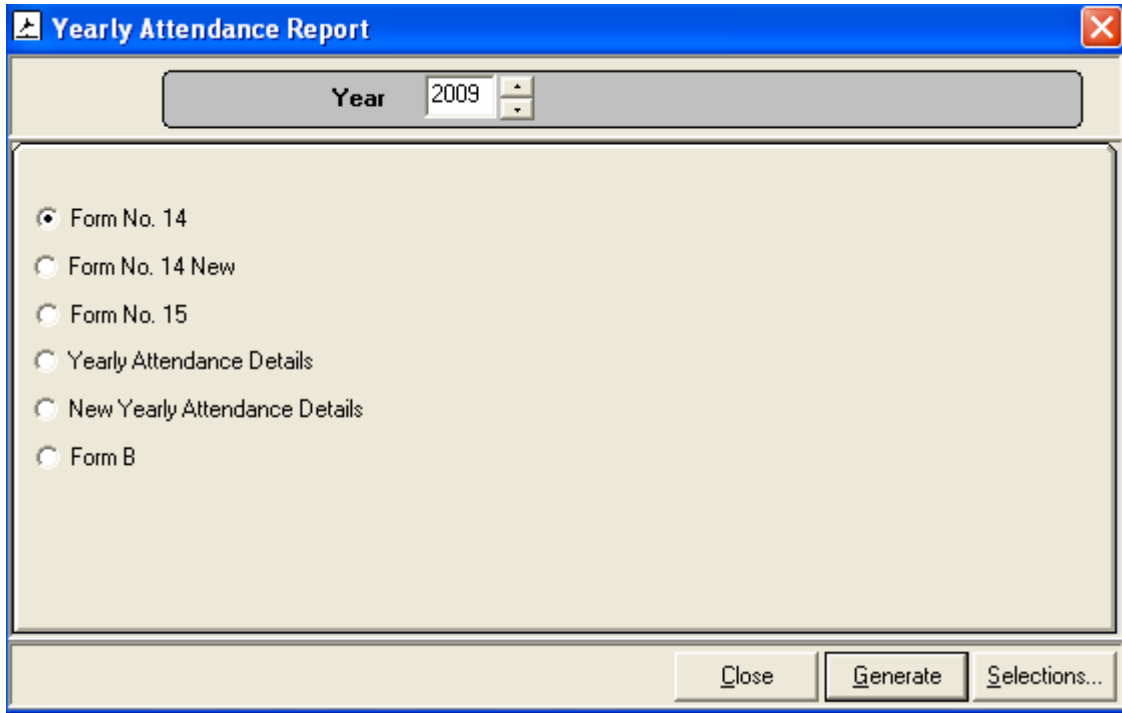 Yearly Attendance Report
Year 2009
Form No. 14
Form No. 14 New
Form No. 15
Yearly Attendance Details
New Yearly Attendance Details
Form B
Close Generate Selections...